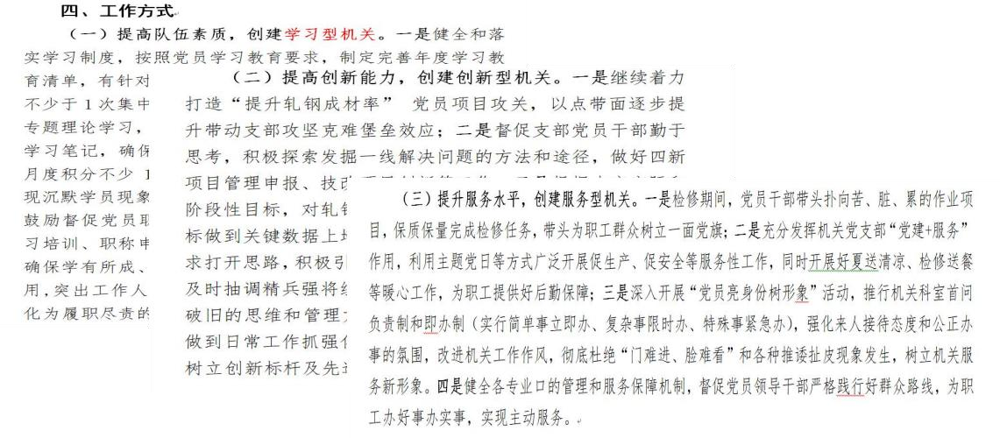 四、工作方式
（一）提高队伍素质，创建学习型机关。一是健全和落
实学习制度，按照党员学习教育要求，制定完善年度学习教
育清单，有针对
不少于 1 次集中
专题理论学习，
学习笔记，确保
月度积分不少 1
现沉默学员现象
鼓励督促党员职
习培训、职称申
确保学有所成、
用,突出工作人
化为履职尽责的
（二）提高创新能力，创建创新型机关。一是继续着力
打造“提升轧钢成材率” 党员项目攻关，以点带面逐步提
升带动支部攻坚克难堡垒效应；二是督促支部党员干部勤于
思考，积极探索发掘一线解决问题的方法和途径，做好四新
项目管理申报、技改
阶段性目标，对轧钢
标做到关键数据上
求打开思路，积极引
及时抽调精兵强将
破旧的思维和管理
做到日常工作抓强
树立创新标杆及先
（三）提升服务水平，创建服务型机关。一是检修期间，党员干部带头扑向苦、脏、累的作业项
目，保质保量完成检修任务，带头为职工群众树立一面党旗；二是充分发挥机关党支部“党建+服务”
作用，利用主题党日等方式广泛开展促生产、促安全等服务性工作，同时开展好夏送清凉、检修送餐
等暖心工作，为职工提供好后勤保障；三是深入开展“党员亮身份树形象”活动，推行机关科室首问
负责制和即办制（实行简单事立即办、复杂事限时办、特殊事紧急办），强化来人接待态度和公正办
事的氛围，改进机关工作作风，彻底杜绝“门难进、脸难看”和各种推诿扯皮现象发生，树立机关服
务新形象。四是健全各专业口的管理和服务保障机制，督促党员领导干部严格践行好群众路线，为职
工办好事办实事，实现主动服务。